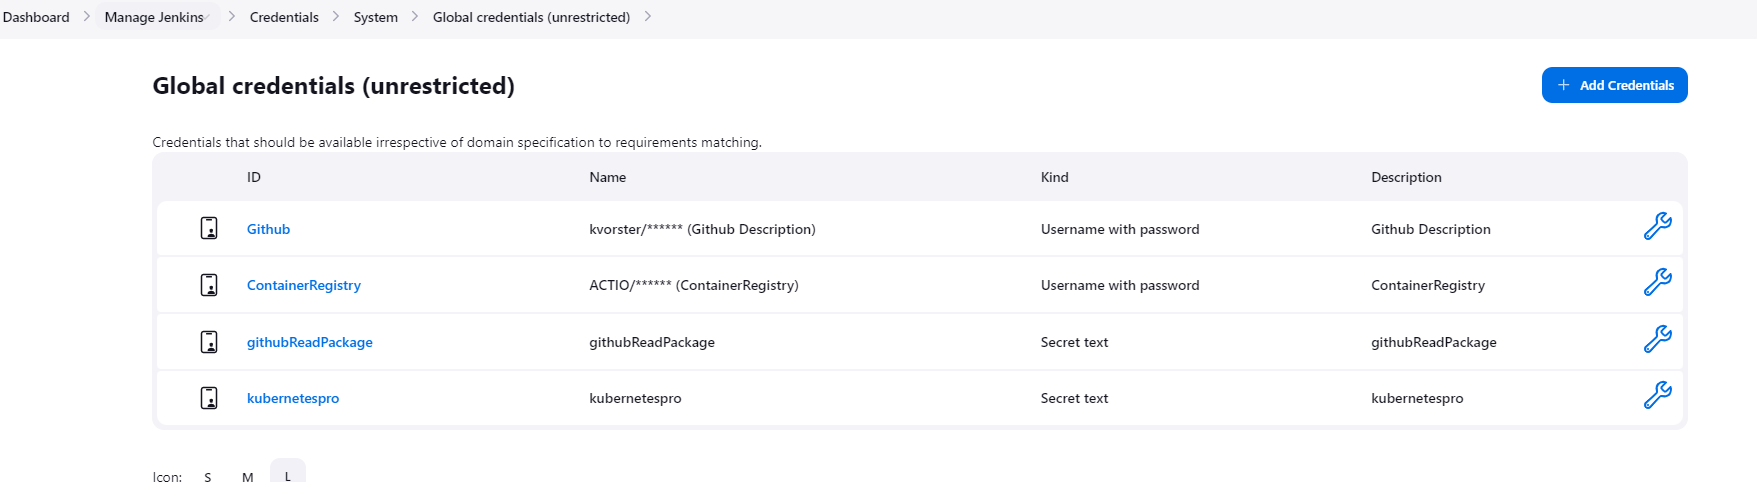 Dashboard > Manage Jenkins > Credentials > System > Global credentials (unrestricted) >
Global credentials (unrestricted)
+ Add Credentials
Credentials that should be available irrespective of domain specification to requirements matching.
ID Name Kind Description
Github kvorster/****** (Github Description) Username with password Github Description
ContainerRegistry ACTIO/****** (ContainerRegistry) Username with password ContainerRegistry
githubReadPackage githubReadPackage Secret text githubReadPackage
kubernetespro kubernetespro Secret text kubernetespro
Icon: S M L